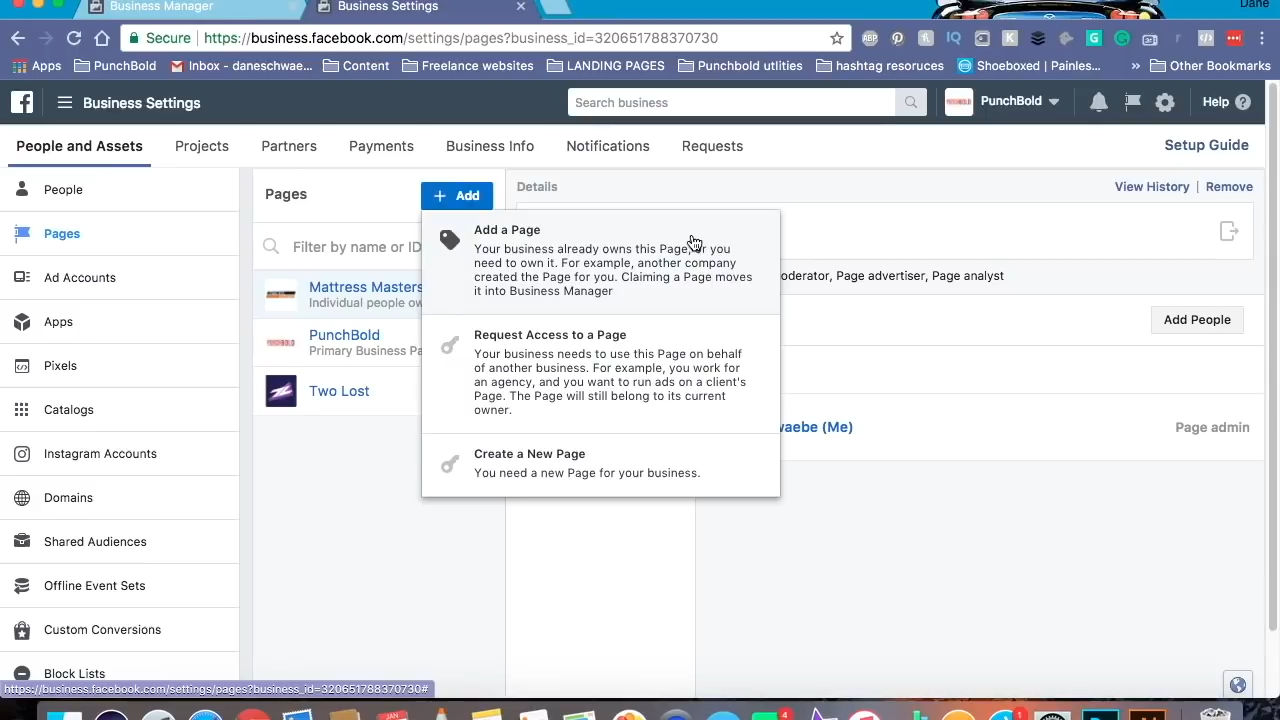 Business Manager
Business Settings
Dane
Secure
https://business.facebook.com/settings/pages?business_id=320651788370730
Apps
PunchBold
Inbox - daneschwae...
Content
Freelance websites
LANDING PAGES
Punchbold utlities
hashtag resoruces
Shoeboxed | Painles...
»
Other Bookmarks
Business Settings
Search business
PunchBold
Help
People and Assets
Projects
Partners
Payments
Business Info
Notifications
Requests
Setup Guide
People
Pages
Ad Accounts
Apps
Pixels
Catalogs
Instagram Accounts
Domains
Shared Audiences
Offline Event Sets
Custom Conversions
Block Lists
Pages
+ Add
Filter by name or ID
Mattress Masters
Individual people ow
PunchBold
Primary Business Pa
Two Lost
Add a Page
Your business already owns this Page, or you
need to own it. For example, another company
created the Page for you. Claiming a Page moves
it into Business Manager
Request Access to a Page
Your business needs to use this Page on behalf
of another business. For example, you work for
an agency, and you want to run ads on a client's
Page. The Page will still belong to its current
owner.
Create a New Page
You need a new Page for your business.
Details
View History
Remove
oderator, Page advertiser, Page analyst
Add People
waebe (Me)
Page admin
https://business.facebook.com/settings/pages?business_id=320651788370730#
JAN
4
1